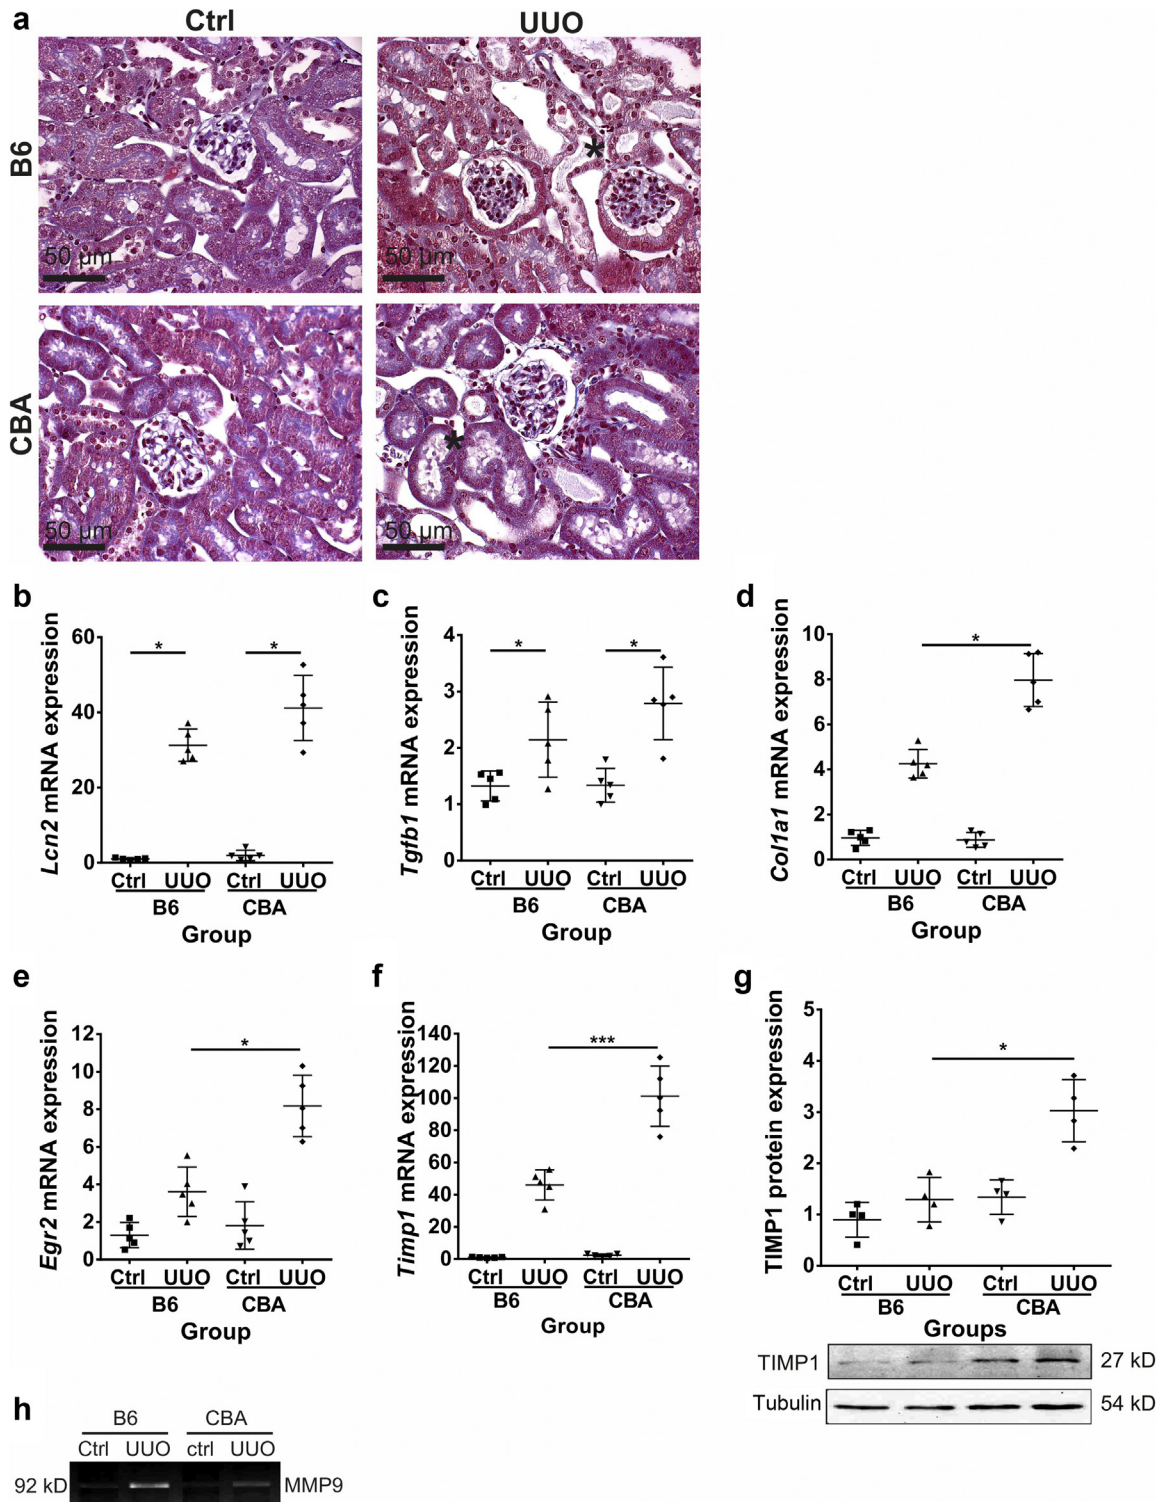 a
Ctrl
UUO
B6
50 µm
*
50 µm
CBA
50 µm
*
50 µm
b
Lcn2 mRNA expression
60
40
20
0
*
*
Ctrl UUO Ctrl UUO
B6 CBA
Group
c
Tgfb1 mRNA expression
4
3
2
1
0
*
*
Ctrl UUO Ctrl UUO
B6 CBA
Group
d
Col1a1 mRNA expression
10
8
6
4
2
0
*
Ctrl UUO Ctrl UUO
B6 CBA
Group
e
Egr2 mRNA expression
12
10
8
6
4
2
0
*
Ctrl UUO Ctrl UUO
B6 CBA
Group
f
Timp1 mRNA expression
140
120
100
80
60
40
20
0
***
Ctrl UUO Ctrl UUO
B6 CBA
Group
g
TIMP1 protein expression
5
4
3
2
1
0
*
Ctrl UUO Ctrl UUO
B6 CBA
Groups
TIMP1 27 kD
Tubulin 54 kD
h
B6 CBA
Ctrl UUO ctrl UUO
92 kD MMP9